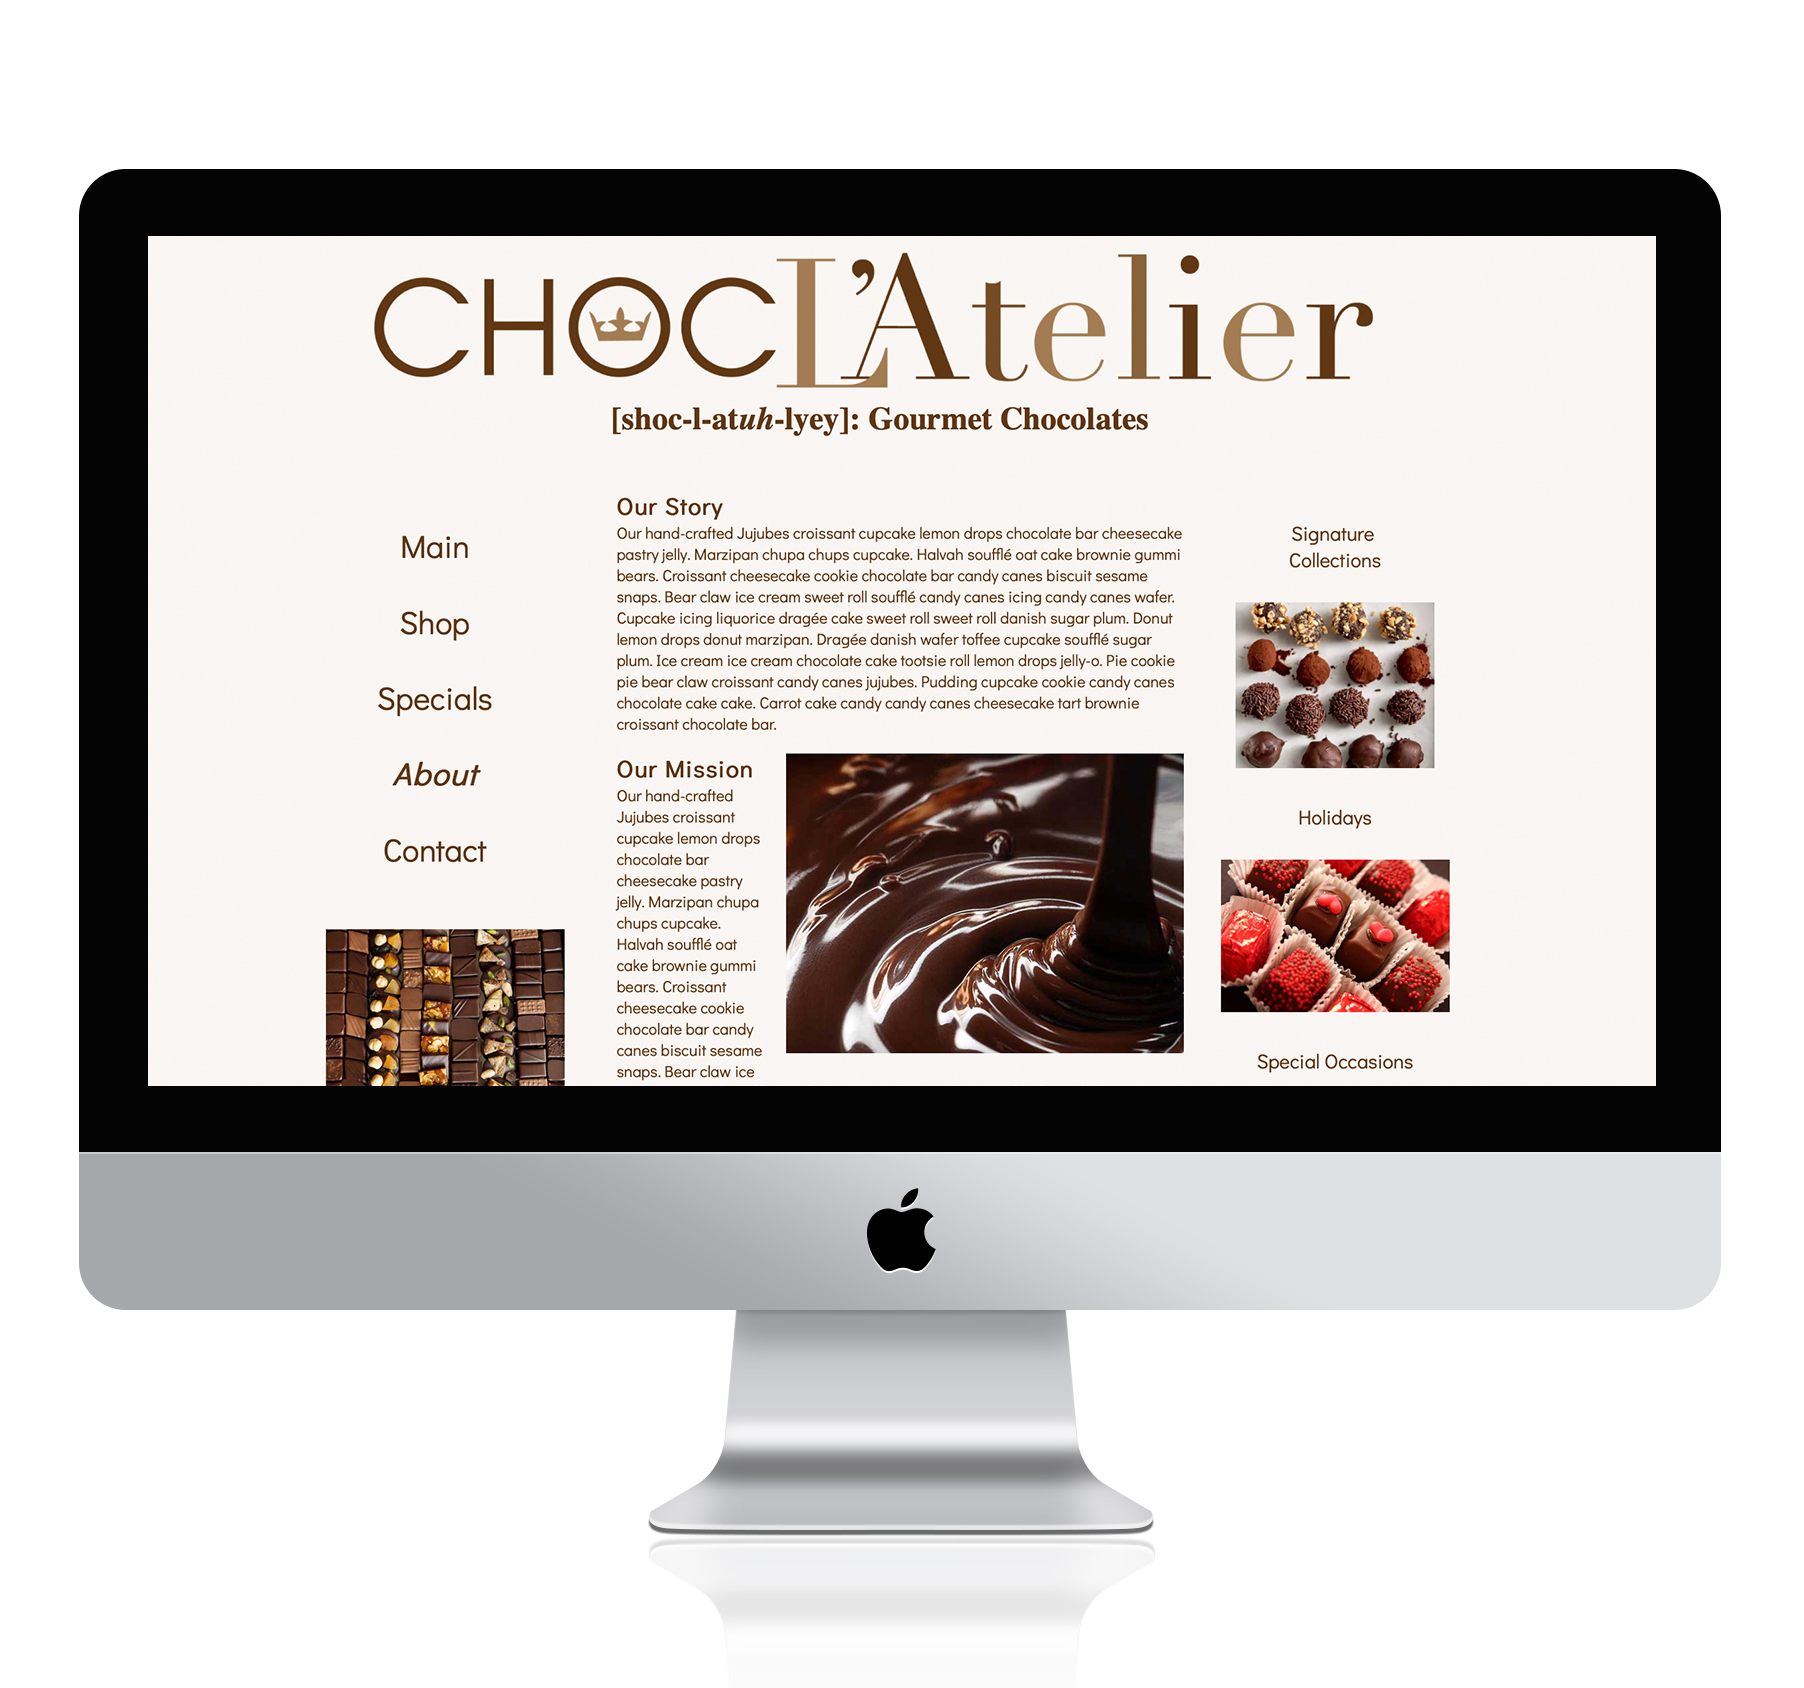 CHOCL'Atelier
[shoc-l-atuh-lyey]: Gourmet Chocolates
Main
Shop
Specials
About
Contact
Our Story
Our hand-crafted Jujubes croissant cupcake lemon drops chocolate bar cheesecake
pastry jelly. Marzipan chupa chups cupcake. Halvah soufflé oat cake brownie gummi
bears. Croissant cheesecake cookie chocolate bar candy canes biscuit sesame
snaps. Bear claw ice cream sweet roll soufflé candy canes icing candy canes wafer.
Cupcake icing liquorice dragée cake sweet roll sweet roll danish sugar plum. Donut
lemon drops donut marzipan. Dragée danish wafer toffee cupcake soufflé sugar
plum. Ice cream ice cream chocolate cake tootsie roll lemon drops jelly-o. Pie cookie
pie bear claw croissant candy canes jujubes. Pudding cupcake cookie candy canes
chocolate cake cake. Carrot cake candy candy canes cheesecake tart brownie
croissant chocolate bar.
Our Mission
Our hand-crafted
Jujubes croissant
cupcake lemon drops
chocolate bar
cheesecake pastry
jelly. Marzipan chupa
chups cupcake.
Halvah soufflé oat
cake brownie gummi
bears. Croissant
cheesecake cookie
chocolate bar candy
canes biscuit sesame
snaps. Bear claw ice
Signature
Collections
Holidays
Special Occasions